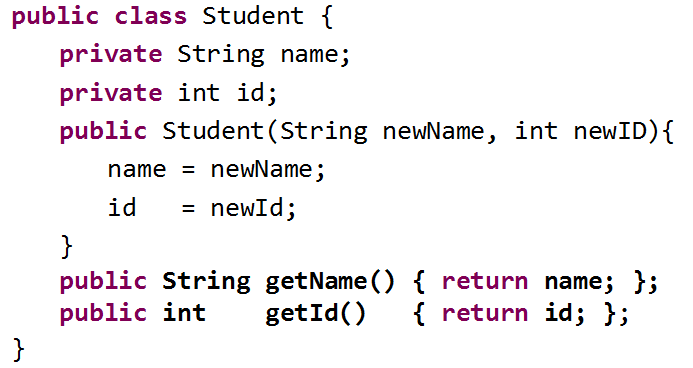 public class Student {
private String name;
private int id;
public Student(String newName, int newID){
name = newName;
id   = newId;
}
public String getName() { return name; };
public int    getId()   { return id; };
}